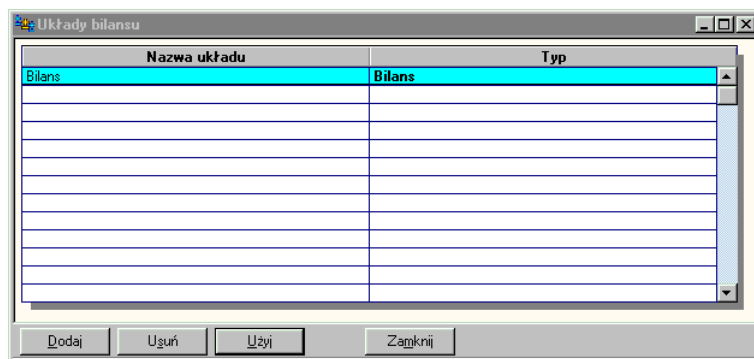 Układy bilansu
Nazwa układu Typ
Bilans Bilans
Dodaj Usuń Użyj Zamknij